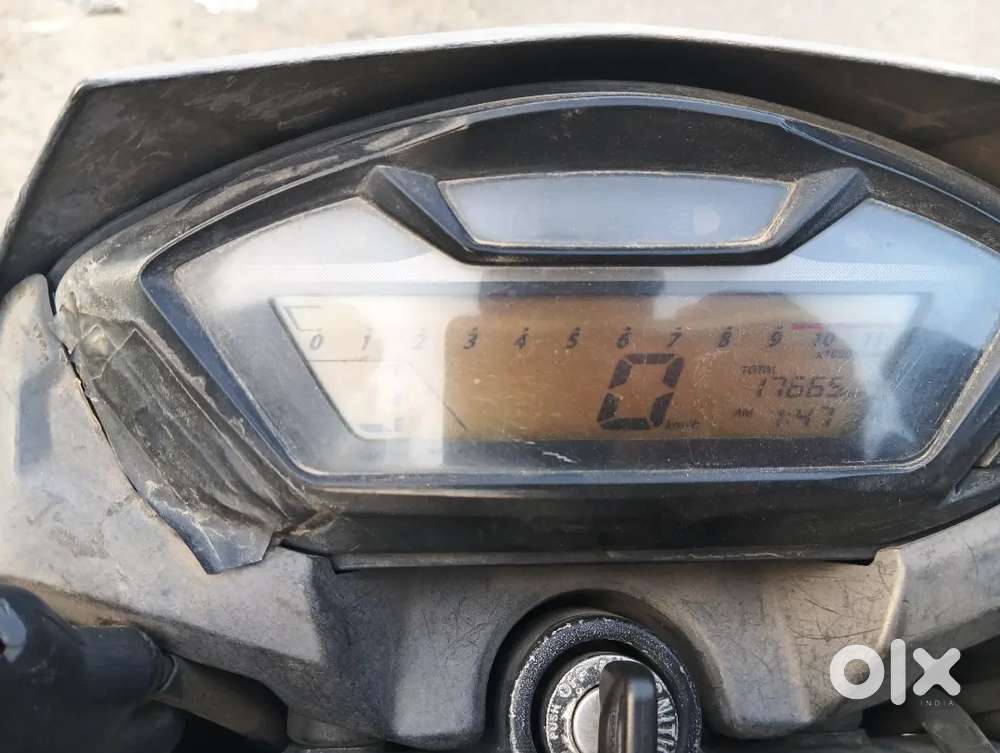 0 1 2 3 4 5 6 7 8 9 10 11
x1000
TOTAL
17665
0 km/h
AM 1:47
PUSH
olx
INDIA